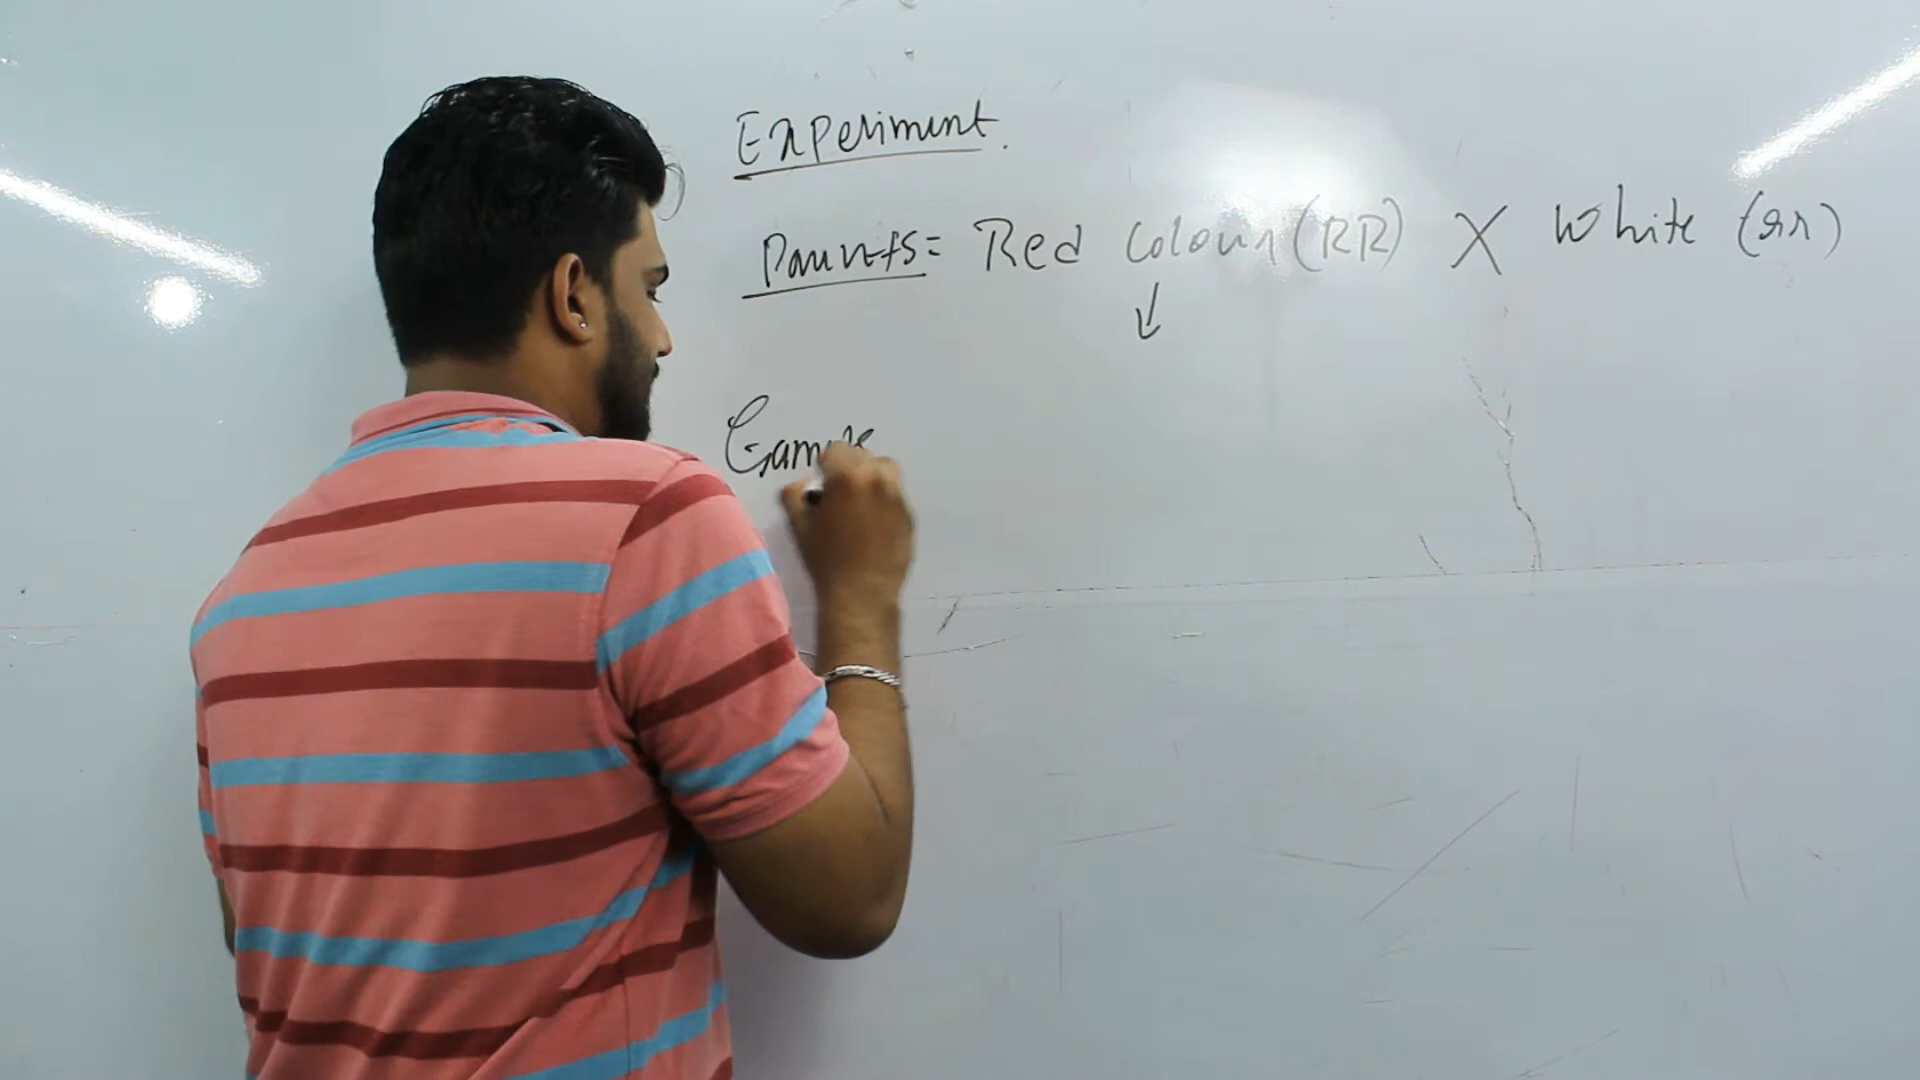 Experiment.
Parents = Red Colour (RR) X White (rr)
↓